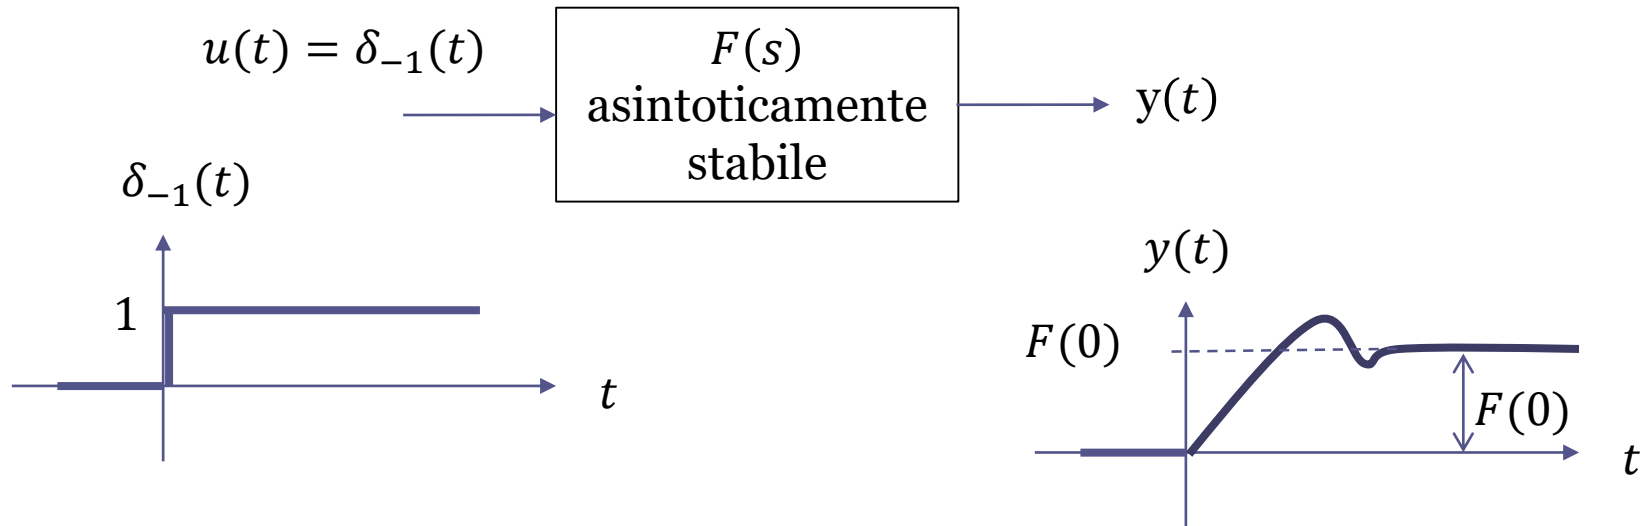 u(t) = δ₋₁(t)
F(s)
asintoticamente
stabile
y(t)
δ₋₁(t)
1
t
y(t)
F(0)
F(0)
t